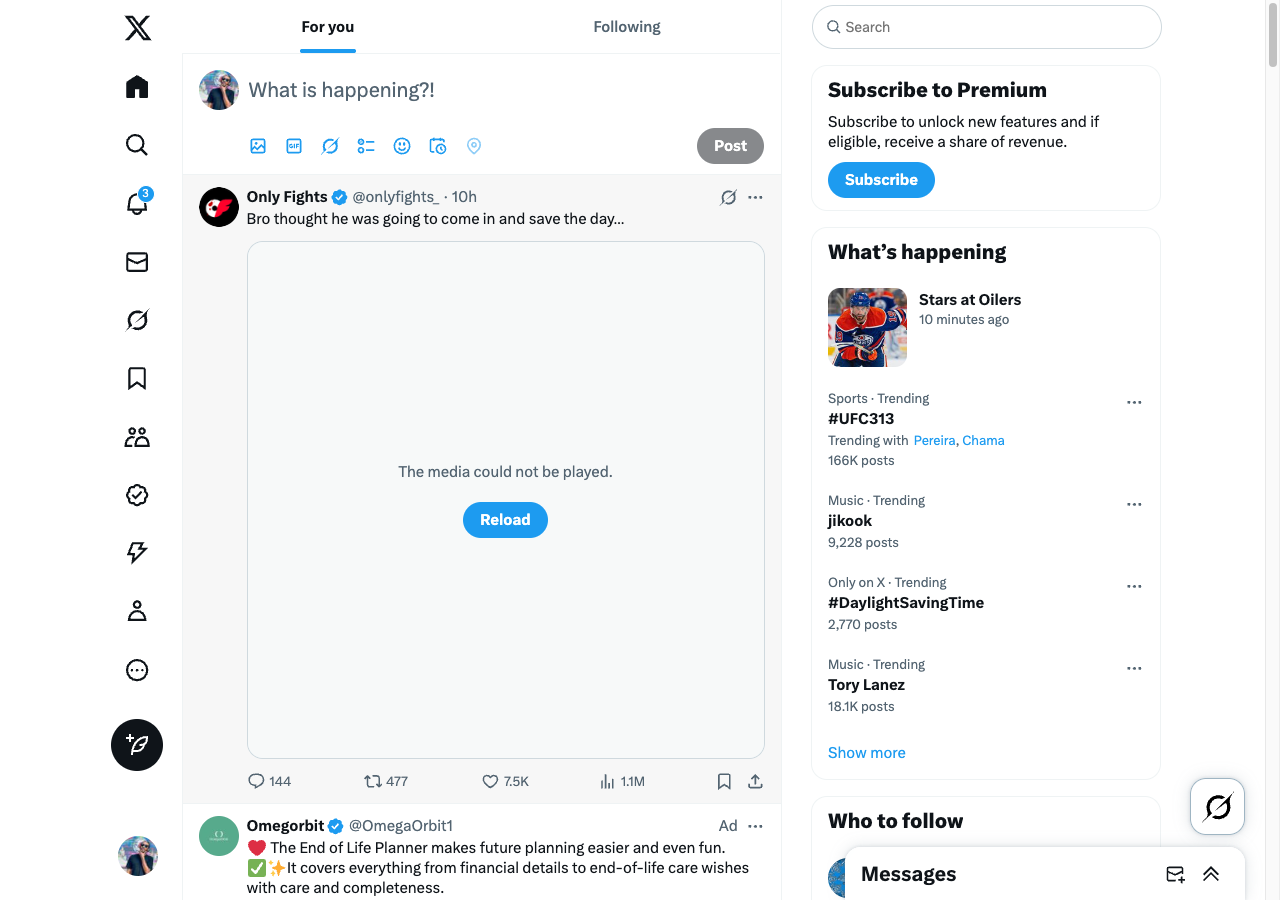 For you
Following
What is happening?!
GIF
Post
3
Only Fights @onlyfights_ · 10h
Bro thought he was going to come in and save the day...
The media could not be played.
Reload
144
477
7.5K
1.1M
Omegorbit @OmegaOrbit1
Ad
❤️ The End of Life Planner makes future planning easier and even fun.
✅✨It covers everything from financial details to end-of-life care wishes
with care and completeness.
Search
Subscribe to Premium
Subscribe to unlock new features and if
eligible, receive a share of revenue.
Subscribe
What's happening
Stars at Oilers
10 minutes ago
Sports · Trending
#UFC313
Trending with Pereira, Chama
166K posts
Music · Trending
jikook
9,228 posts
Only on X · Trending
#DaylightSavingTime
2,770 posts
Music · Trending
Tory Lanez
18.1K posts
Show more
Who to follow
Messages